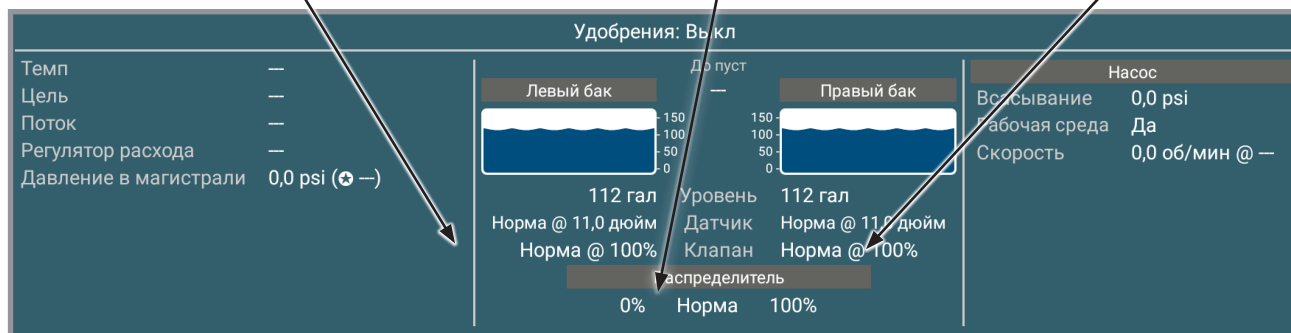 Удобрения: Выкл
Темп —
Цель —
Поток —
Регулятор расхода —
Давление в магистрали 0,0 psi (✪ —)
До пуст
—
Левый бак
150
100
50
0
Правый бак
150
100
50
0
112 гал Уровень 112 гал
Норма @ 11,0 дюйм Датчик Норма @ 11,0 дюйм
Норма @ 100% Клапан Норма @ 100%
Распределитель
0% Норма 100%
Насос
Всасывание 0,0 psi
Рабочая среда Да
Скорость 0,0 об/мин @ —